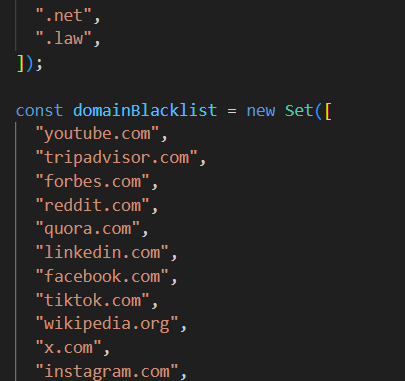 ".net",
".law",
]);
const domainBlacklist = new Set([
"youtube.com",
"tripadvisor.com",
"forbes.com",
"reddit.com",
"quora.com",
"linkedin.com",
"facebook.com",
"tiktok.com",
"wikipedia.org",
"x.com",
"instagram.com",